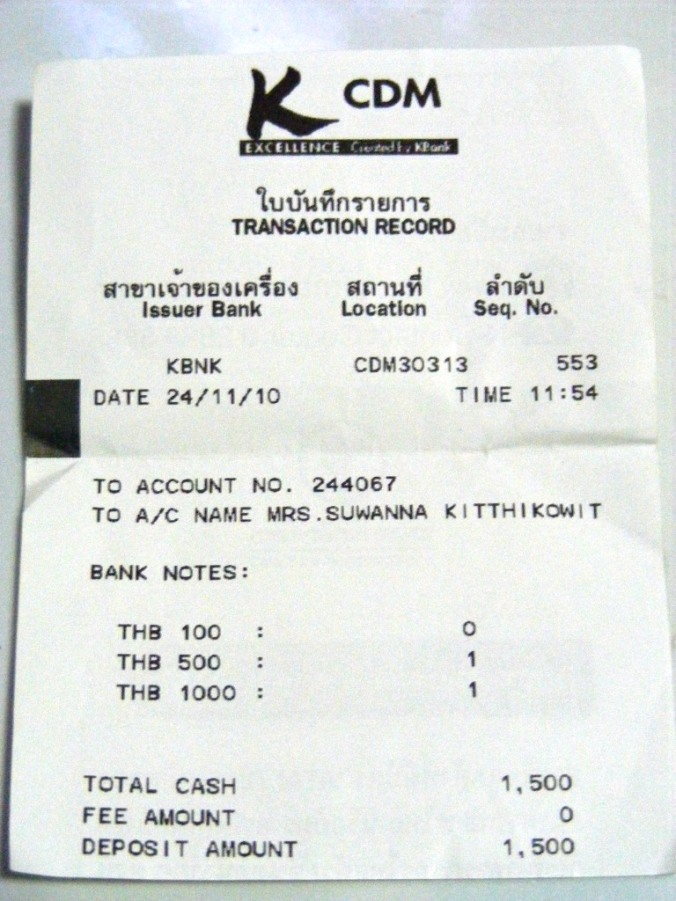 K CDM
EXCELLENCE Created by KBank
ใบบันทึกรายการ
TRANSACTION RECORD
สาขาเจ้าของเครื่อง สถานที่ ลำดับ
Issuer Bank Location Seq. No.
KBNK CDM30313 553
DATE 24/11/10 TIME 11:54
TO ACCOUNT NO. 244067
TO A/C NAME MRS.SUWANNA KITTHIKOWIT
BANK NOTES:
THB 100 : 0
THB 500 : 1
THB 1000 : 1
TOTAL CASH 1,500
FEE AMOUNT 0
DEPOSIT AMOUNT 1,500